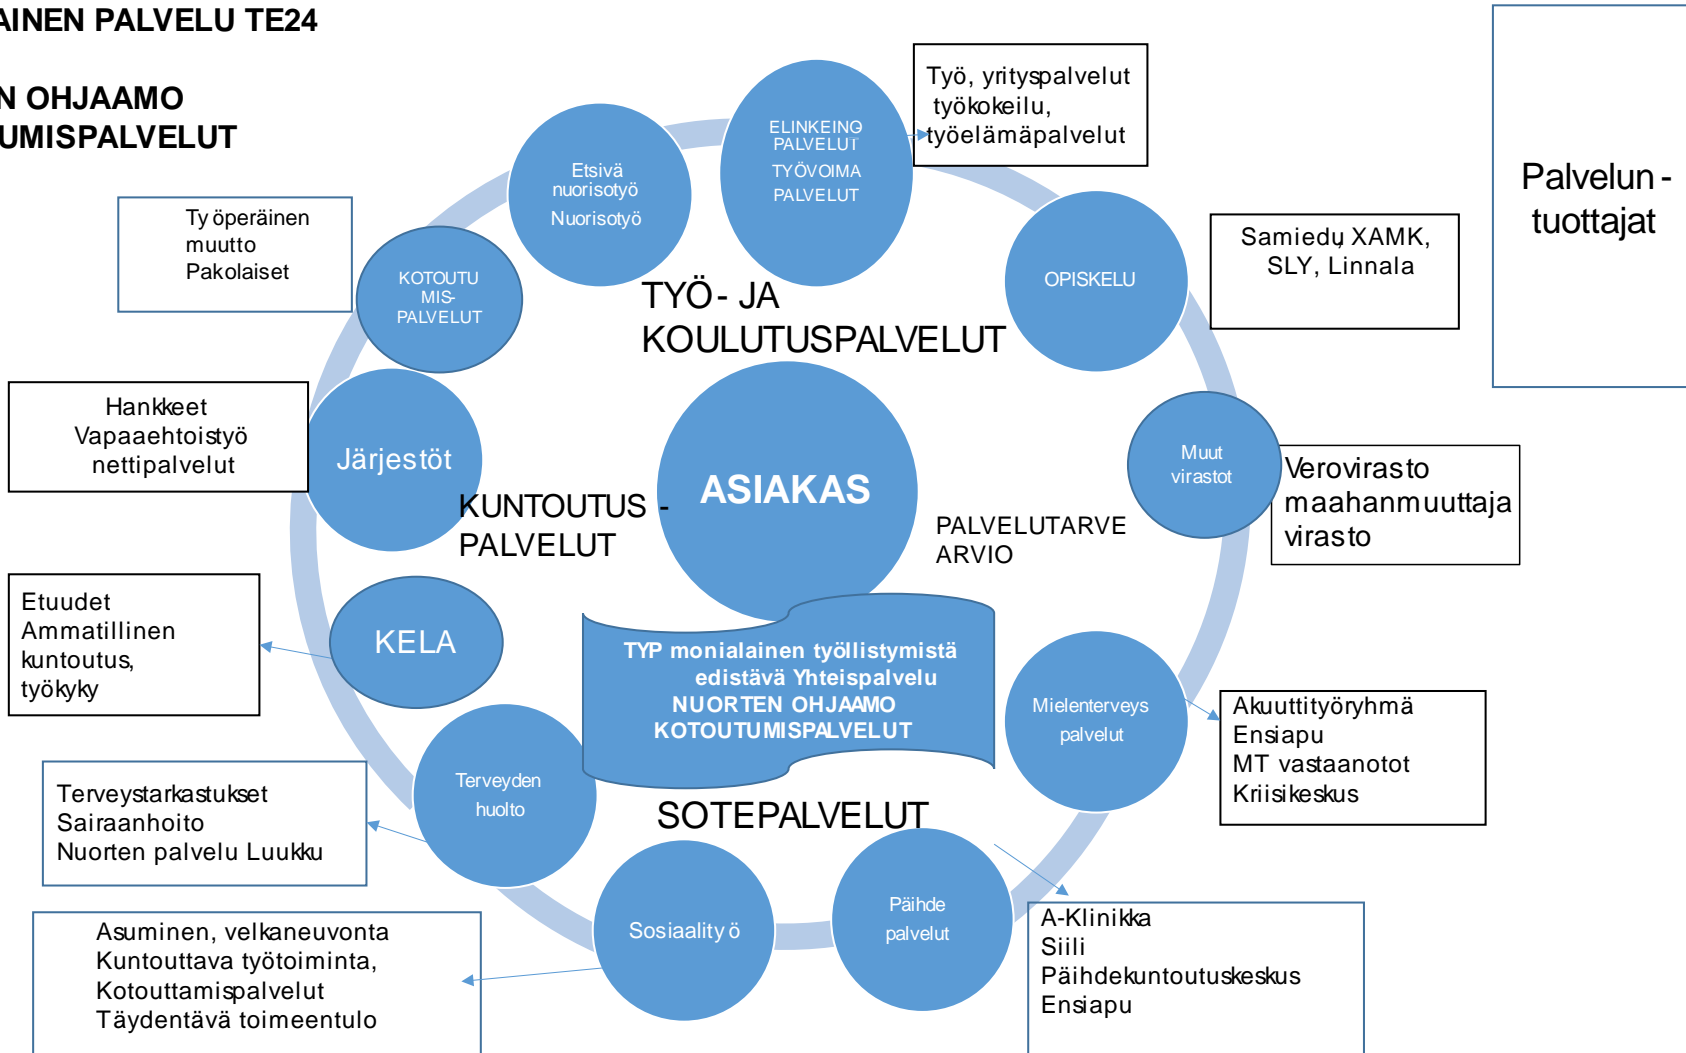 AINEN PALVELU TE24
N OHJAAMO
UMISPALVELUT
Palvelun-
tuottajat
ELINKEINO-
PALVELUT
TYÖVOIMA
PALVELUT
Työ, yrityspalvelut
työkokeilu,
työelämäpalvelut
Etsivä
nuorisotyö
Nuorisotyö
Työperäinen
muutto
Pakolaiset
KOTOUTU
MIS-
PALVELUT
OPISKELU
Samiedu, XAMK,
SLY, Linnala
TYÖ- JA
KOULUTUSPALVELUT
Hankkeet
Vapaaehtoistyö
nettipalvelut
Järjestöt
KUNTOUTUS -
PALVELUT
ASIAKAS
PALVELUTARVE
ARVIO
Muut
virastot
Verovirasto
maahanmuuttaja
virasto
Etuudet
Ammatillinen
kuntoutus,
työkyky
KELA
TYP monialainen työllistymistä
edistävä Yhteispalvelu
NUORTEN OHJAAMO
KOTOUTUMISPALVELUT
Mielenterveys
palvelut
Akuuttityöryhmä
Ensiapu
MT vastaanotot
Kriisikeskus
Terveystarkastukset
Sairaanhoito
Nuorten palvelu Luukku
Terveyden
huolto
SOTEPALVELUT
Asuminen, velkaneuvonta
Kuntouttava työtoiminta,
Kotouttamispalvelut
Täydentävä toimeentulo
Sosiaalityö
Päihde
palvelut
A-Klinikka
Siili
Päihdekuntoutuskeskus
Ensiapu